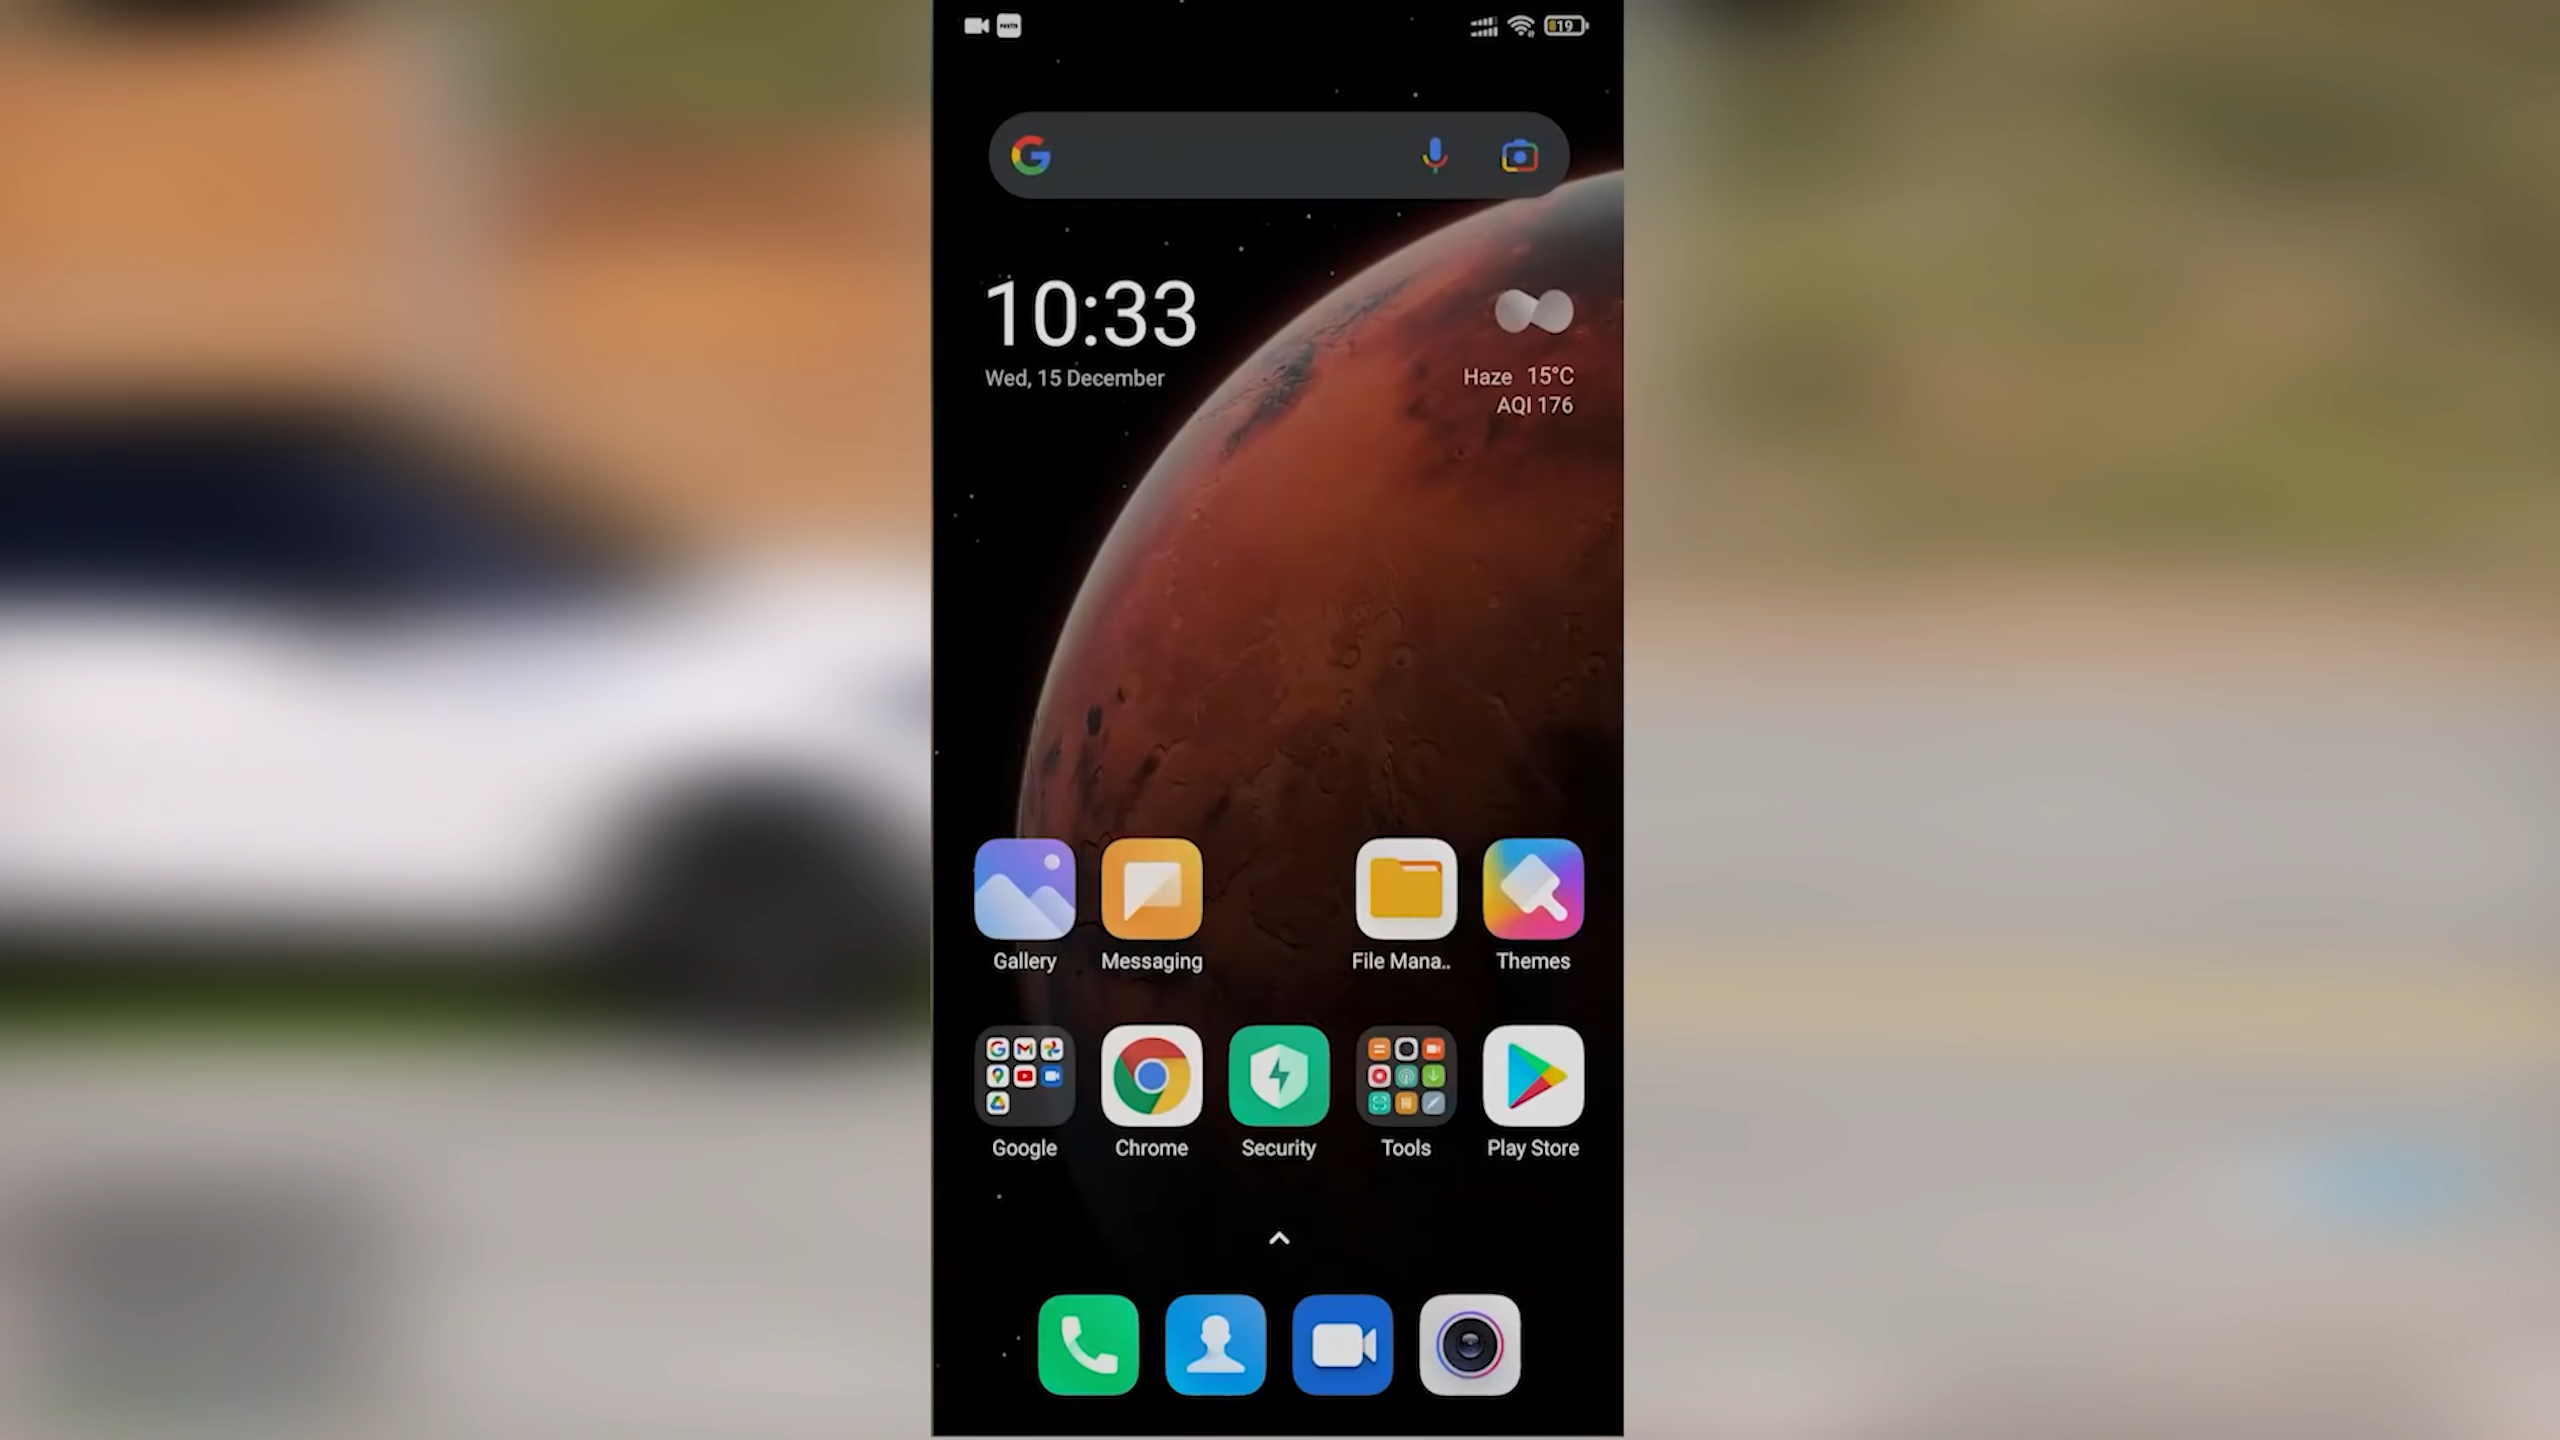 19
10:33
Wed, 15 December
Haze 15°C
AQI 176
Gallery
Messaging
File Mana..
Themes
Google
Chrome
Security
Tools
Play Store